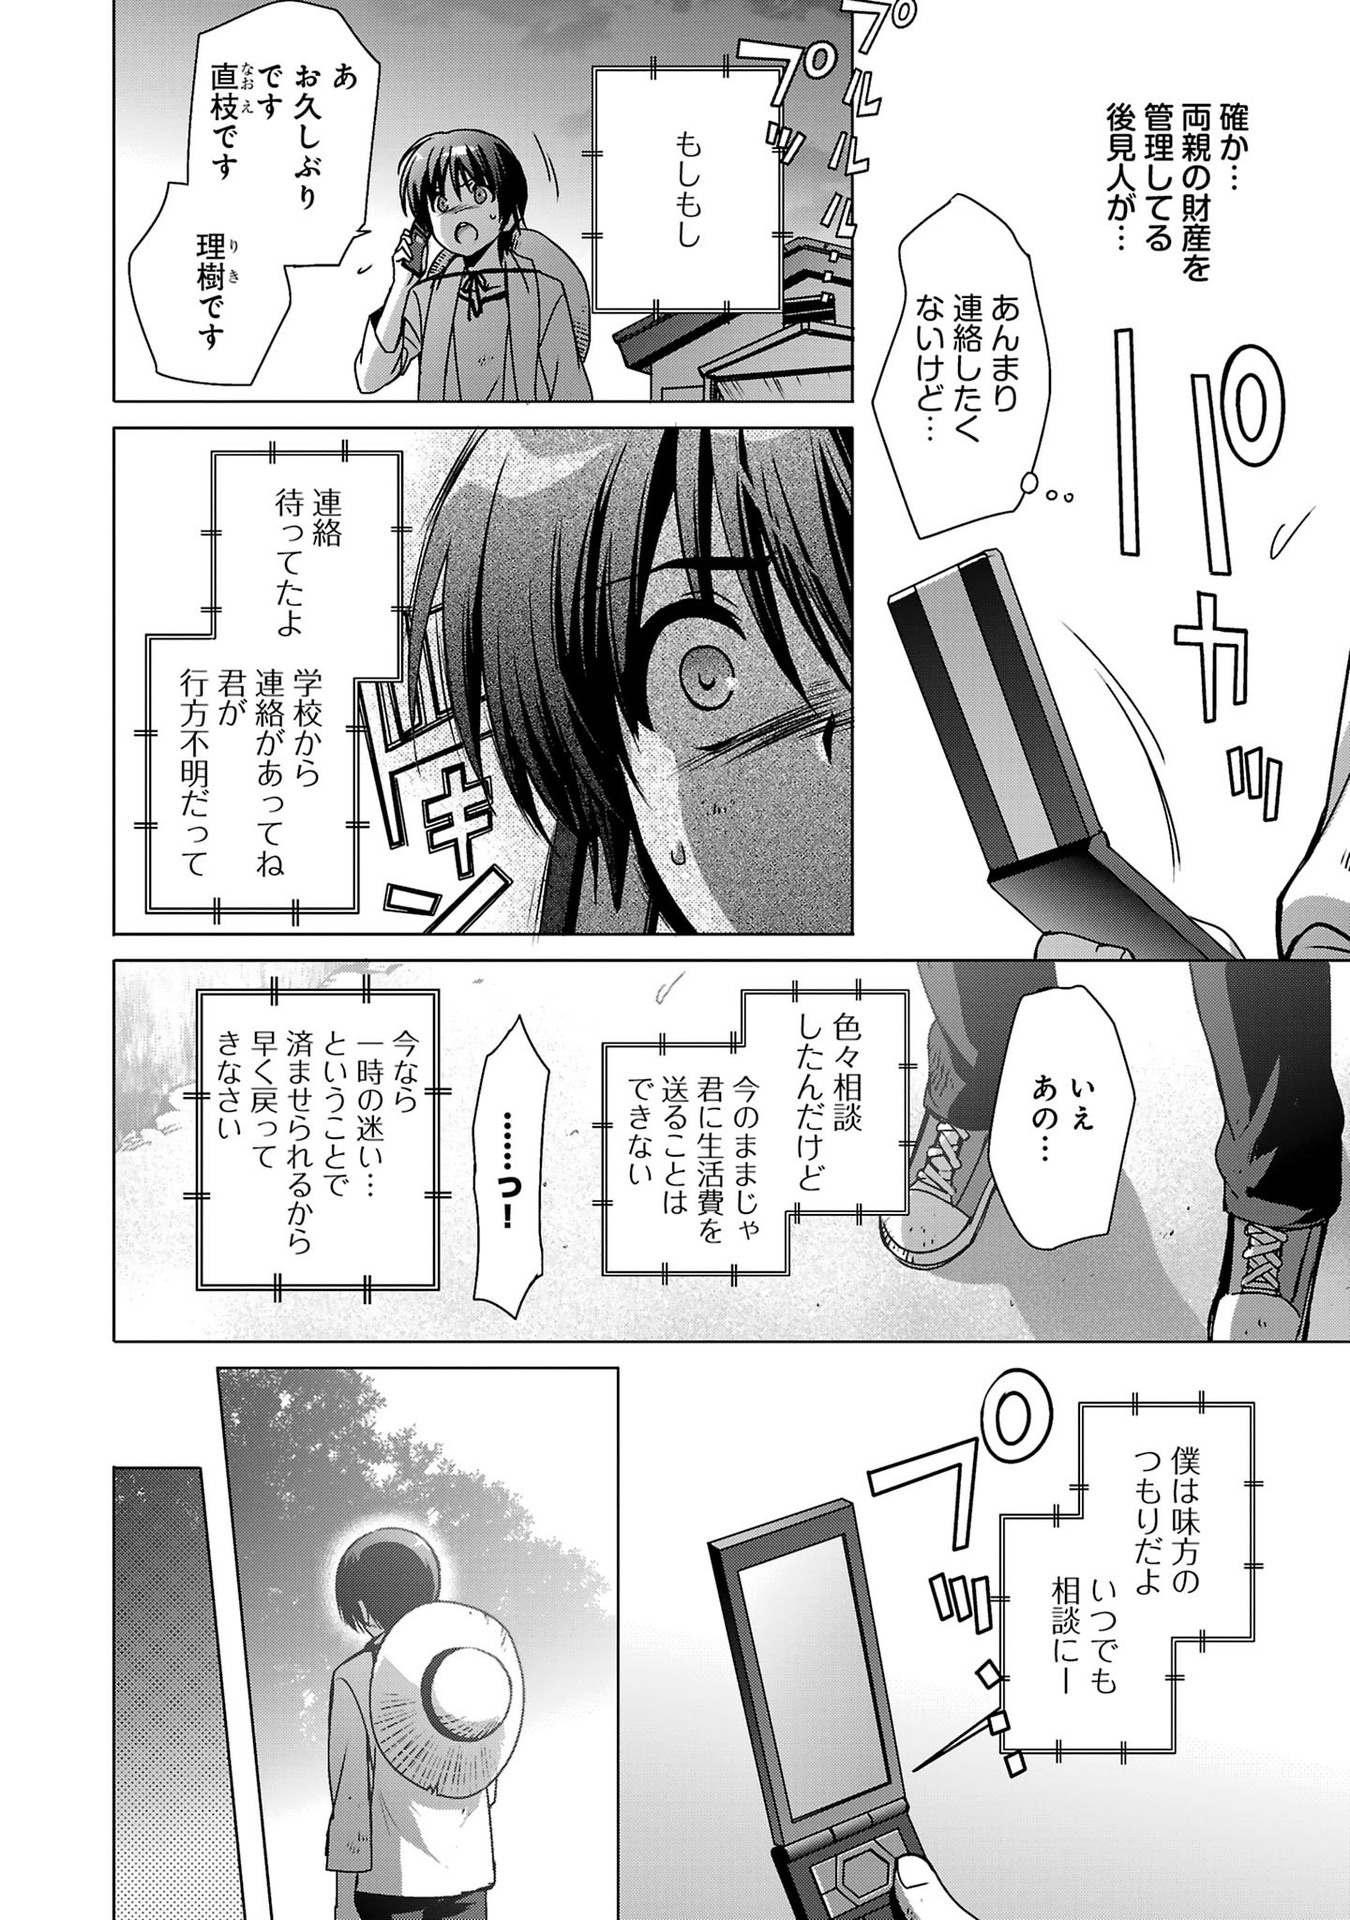 確か…
両親の財産を
管理してる
後見人が…
あんまり
連絡したく
ないけど…
パカッ
プルルル
プッ
もしもし
あ
お久しぶり
です
直枝です
理樹です
連絡
待ってたよ
学校から
連絡があってね
君が
行方不明だって
ドキン
いえ
あの…
色々相談
したんだけど
今のままじゃ
君に生活費を
送ることは
できない
……っ！
今なら
一時の迷い…
ということで
済ませられるから
早く戻って
きなさい
僕は味方の
つもりだよ
いつでも
相談にー
プ